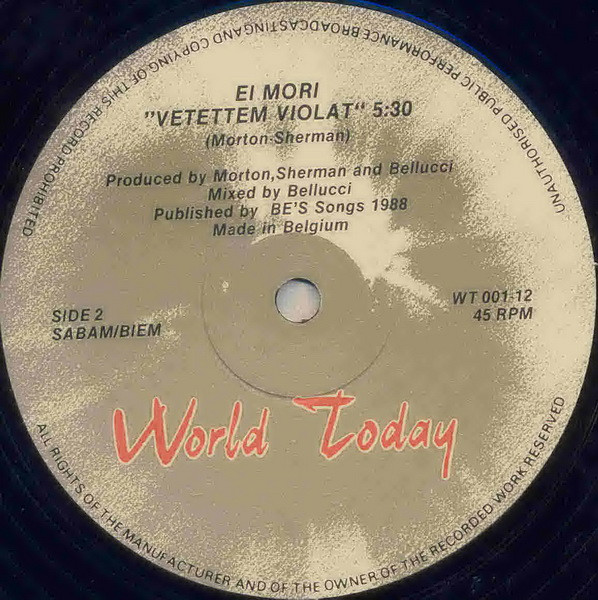 EI MORI
"VETETTEM VIOLAT" 5:30
(Morton-Sherman)
Produced by Morton,Sherman and Bellucci
Mixed by Bellucci
Published by BE'S Songs 1988
Made in Belgium
SIDE 2
SABAM/BIEM
WT 001-12
45 RPM
World Today
ALL RIGHTS OF THE MANUFACTURER AND OF THE OWNER OF THE RECORDED WORK RESERVED
UNAUTHORISED PUBLIC PERFORMANCE BROADCASTINGAND COPYING OF THIS RECORD PROHIBITED